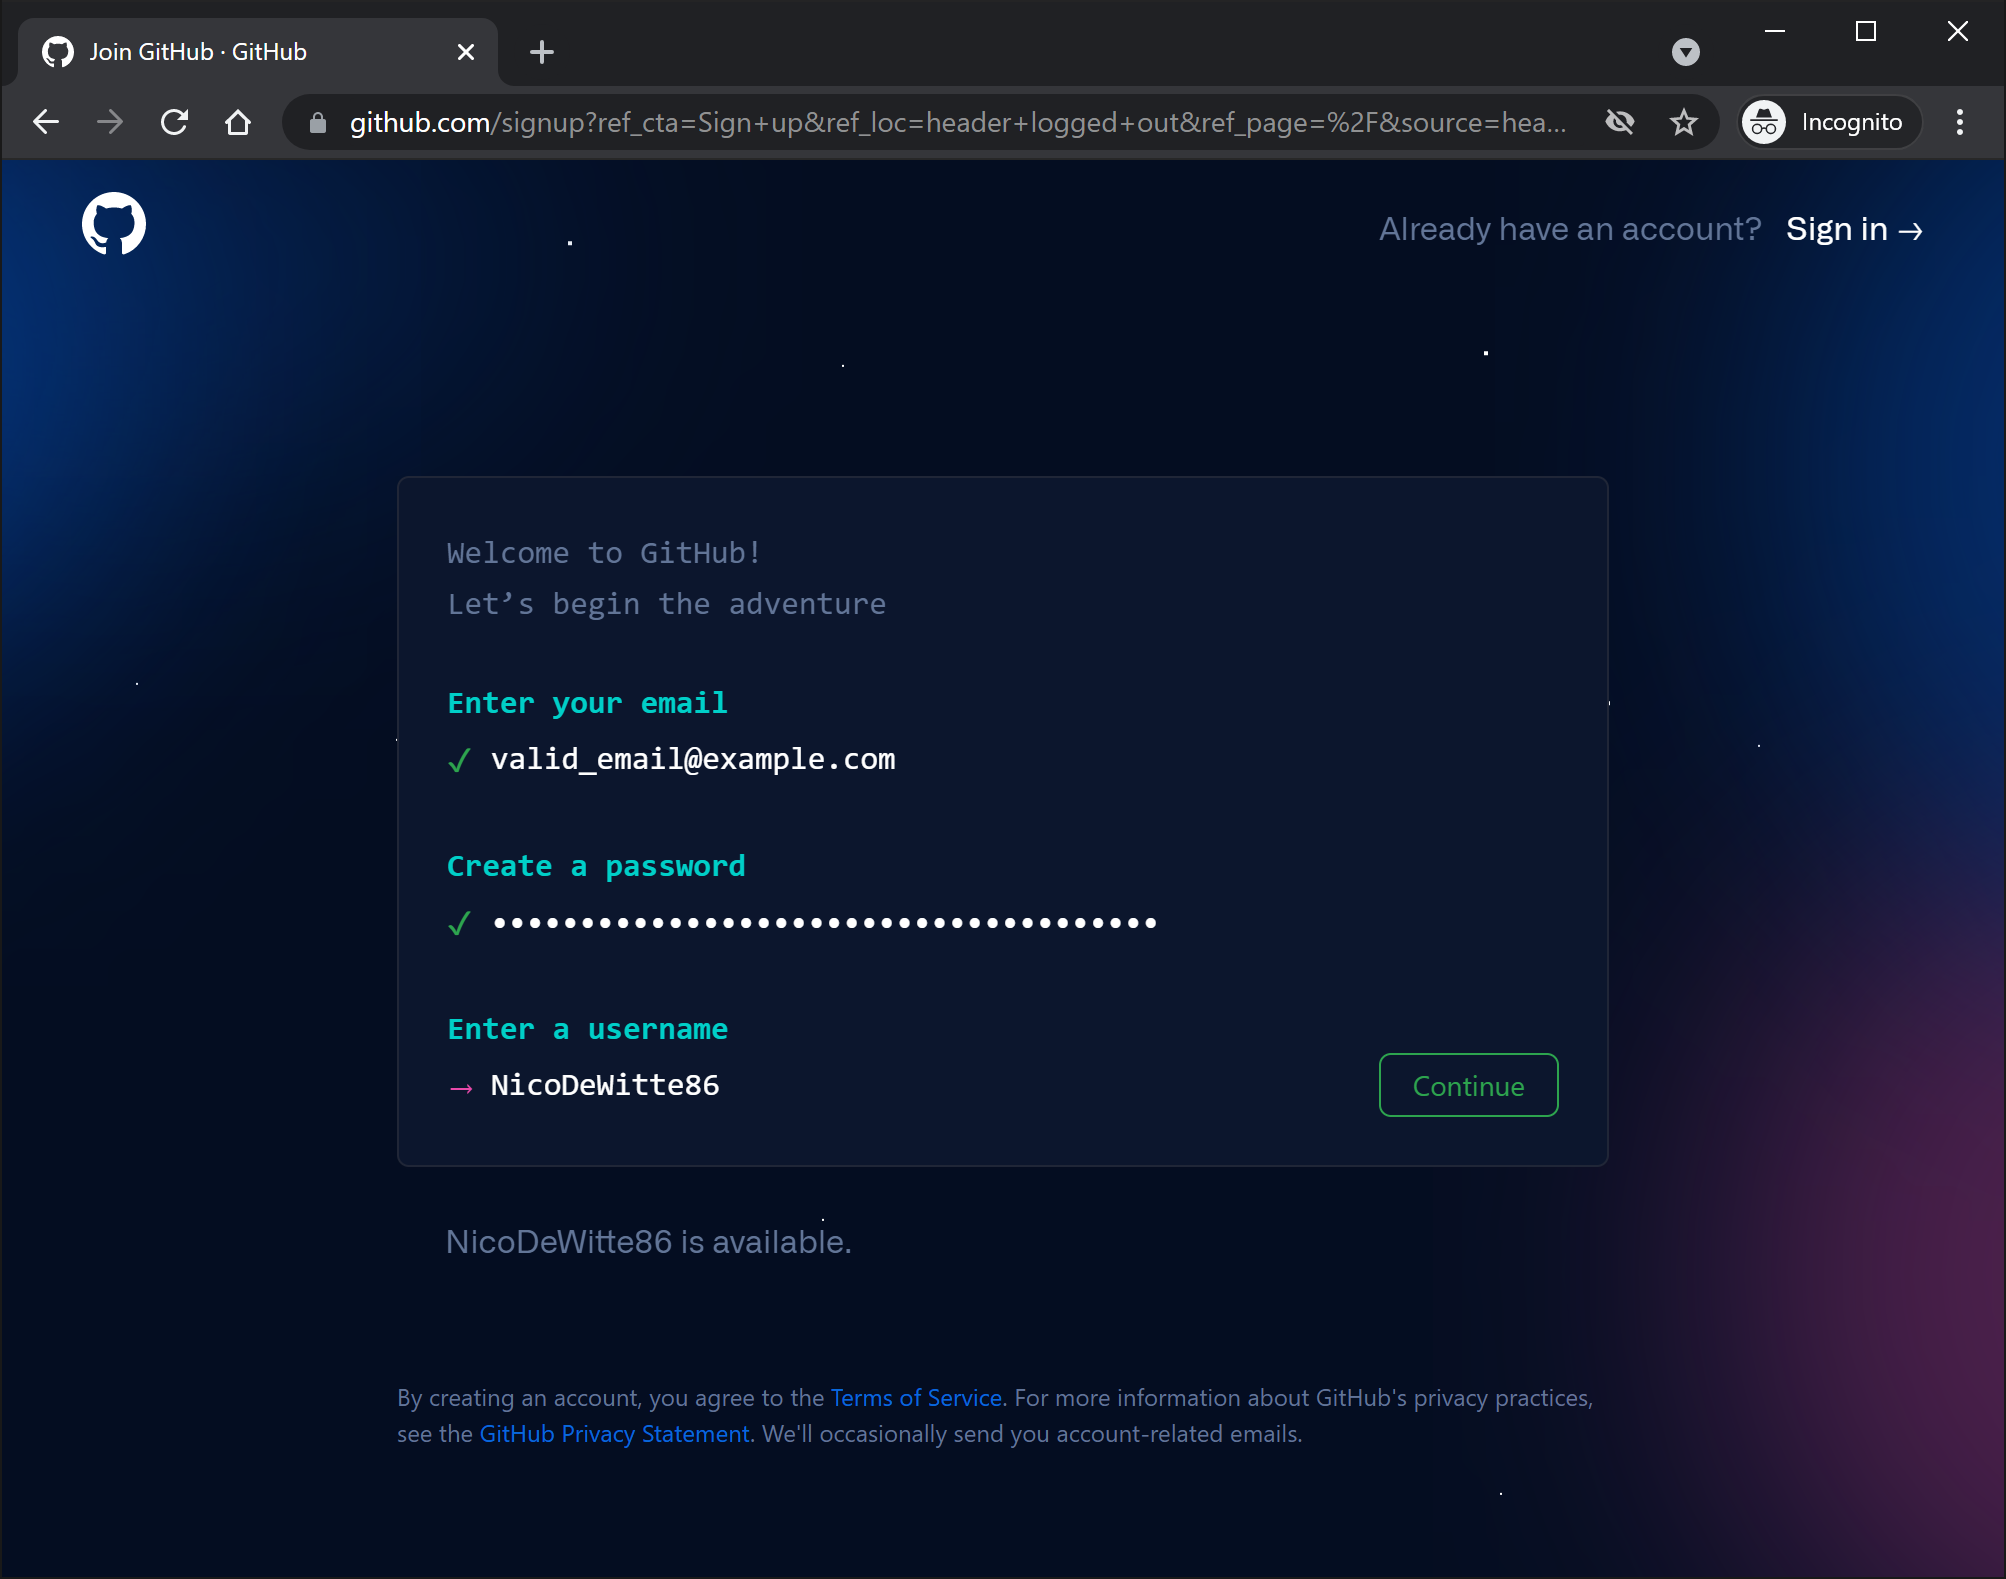 Join GitHub · GitHub
github.com/signup?ref_cta=Sign+up&ref_loc=header+logged+out&ref_page=%2F&source=hea...
Incognito
Already have an account? Sign in →
Welcome to GitHub!
Let’s begin the adventure
Enter your email
✓ valid_email@example.com
Create a password
✓ ••••••••••••••••••••••••••••••••••••••
Enter a username
→ NicoDeWitte86
Continue
NicoDeWitte86 is available.
By creating an account, you agree to the Terms of Service. For more information about GitHub's privacy practices,
see the GitHub Privacy Statement. We'll occasionally send you account-related emails.